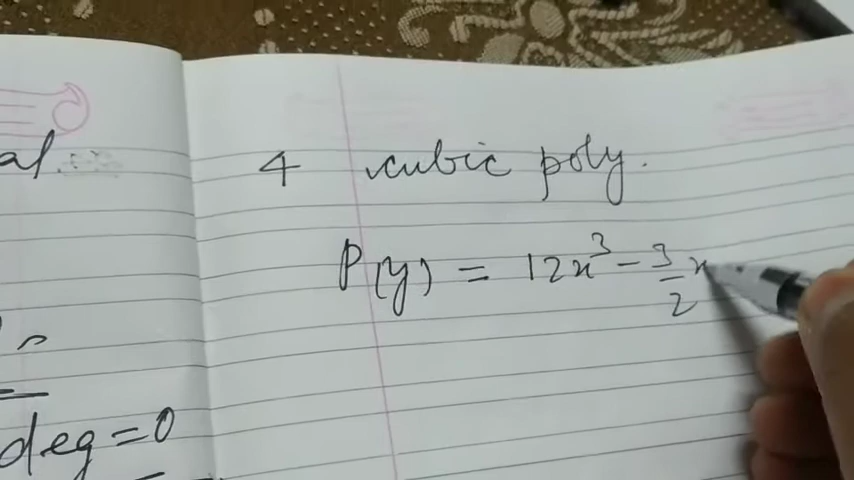 al
4 cubic poly.
P(y) = 12x³ - 3/2 x
deg = 0